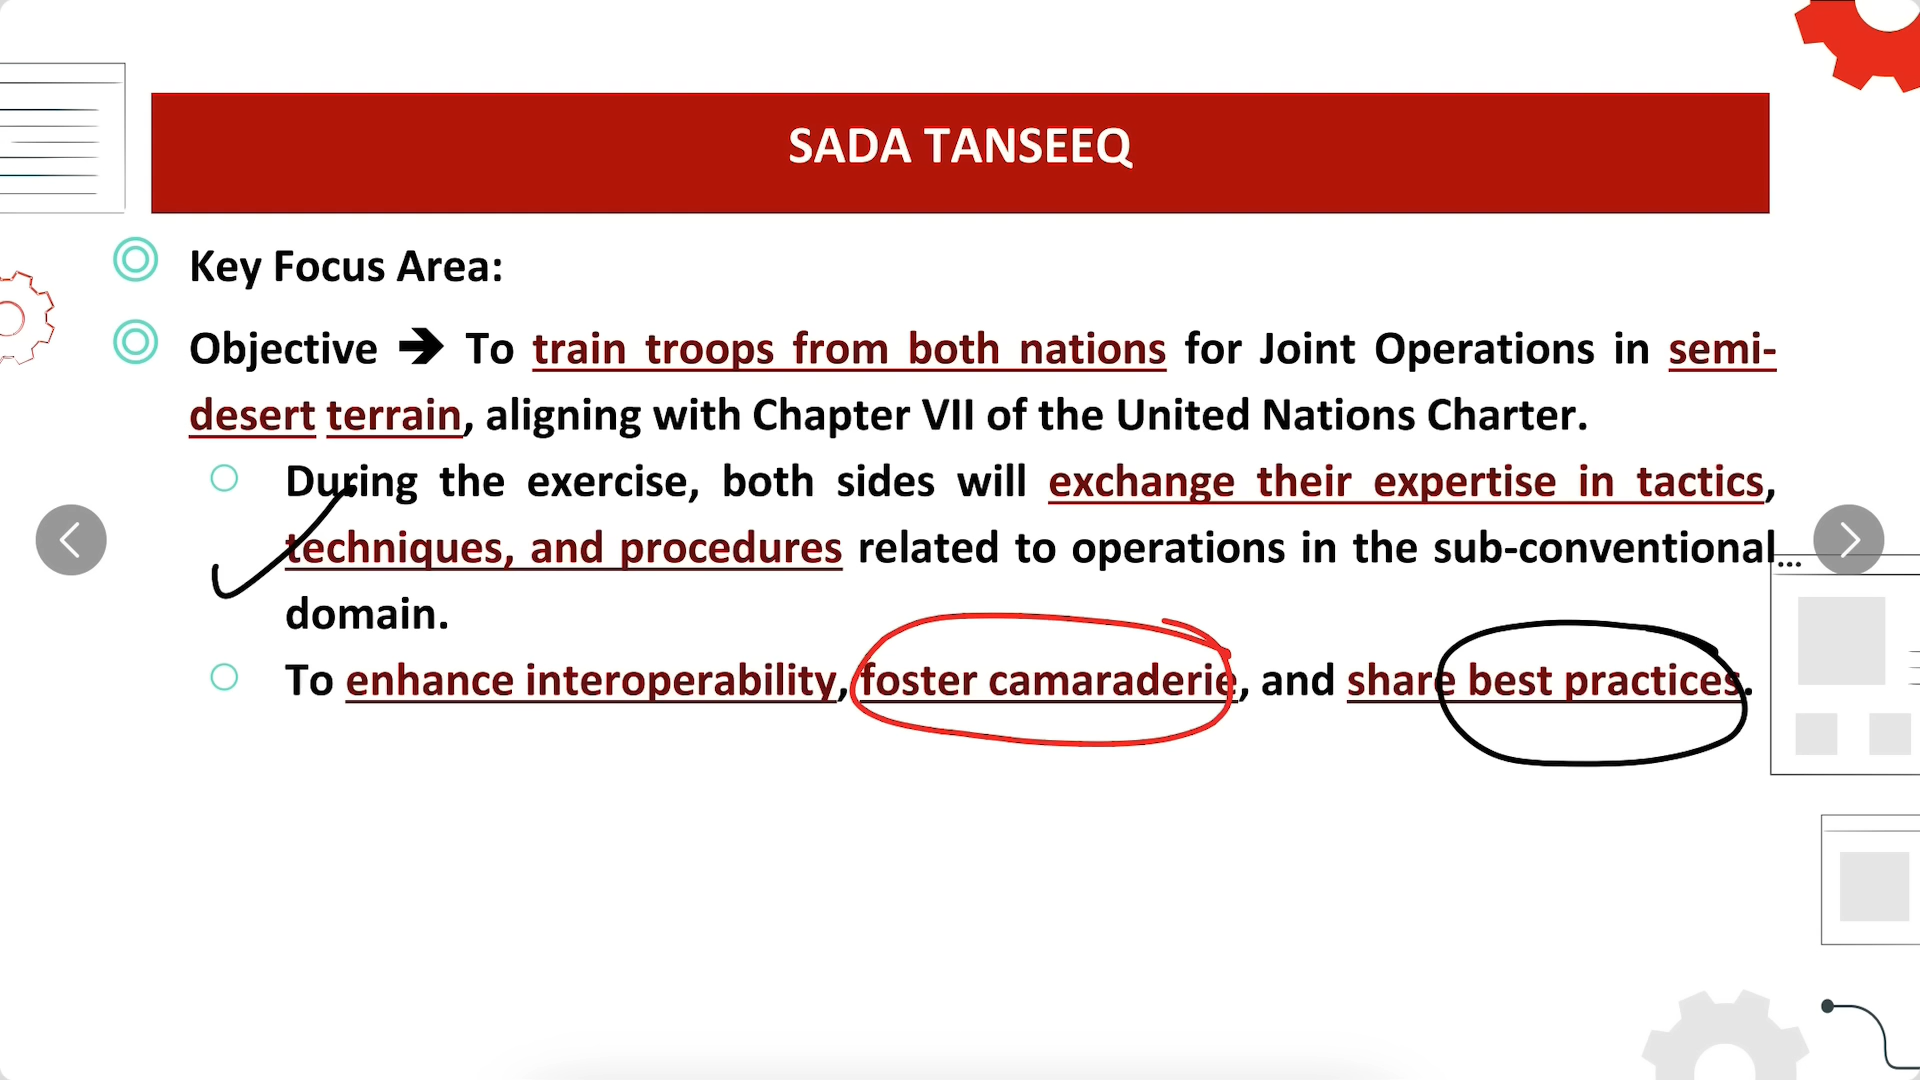 SADA TANSEEQ
Key Focus Area:
Objective ➔ To train troops from both nations for Joint Operations in semi-
desert terrain, aligning with Chapter VII of the United Nations Charter.
During the exercise, both sides will exchange their expertise in tactics,
techniques, and procedures related to operations in the sub-conventional
domain.
To enhance interoperability, foster camaraderie, and share best practices.